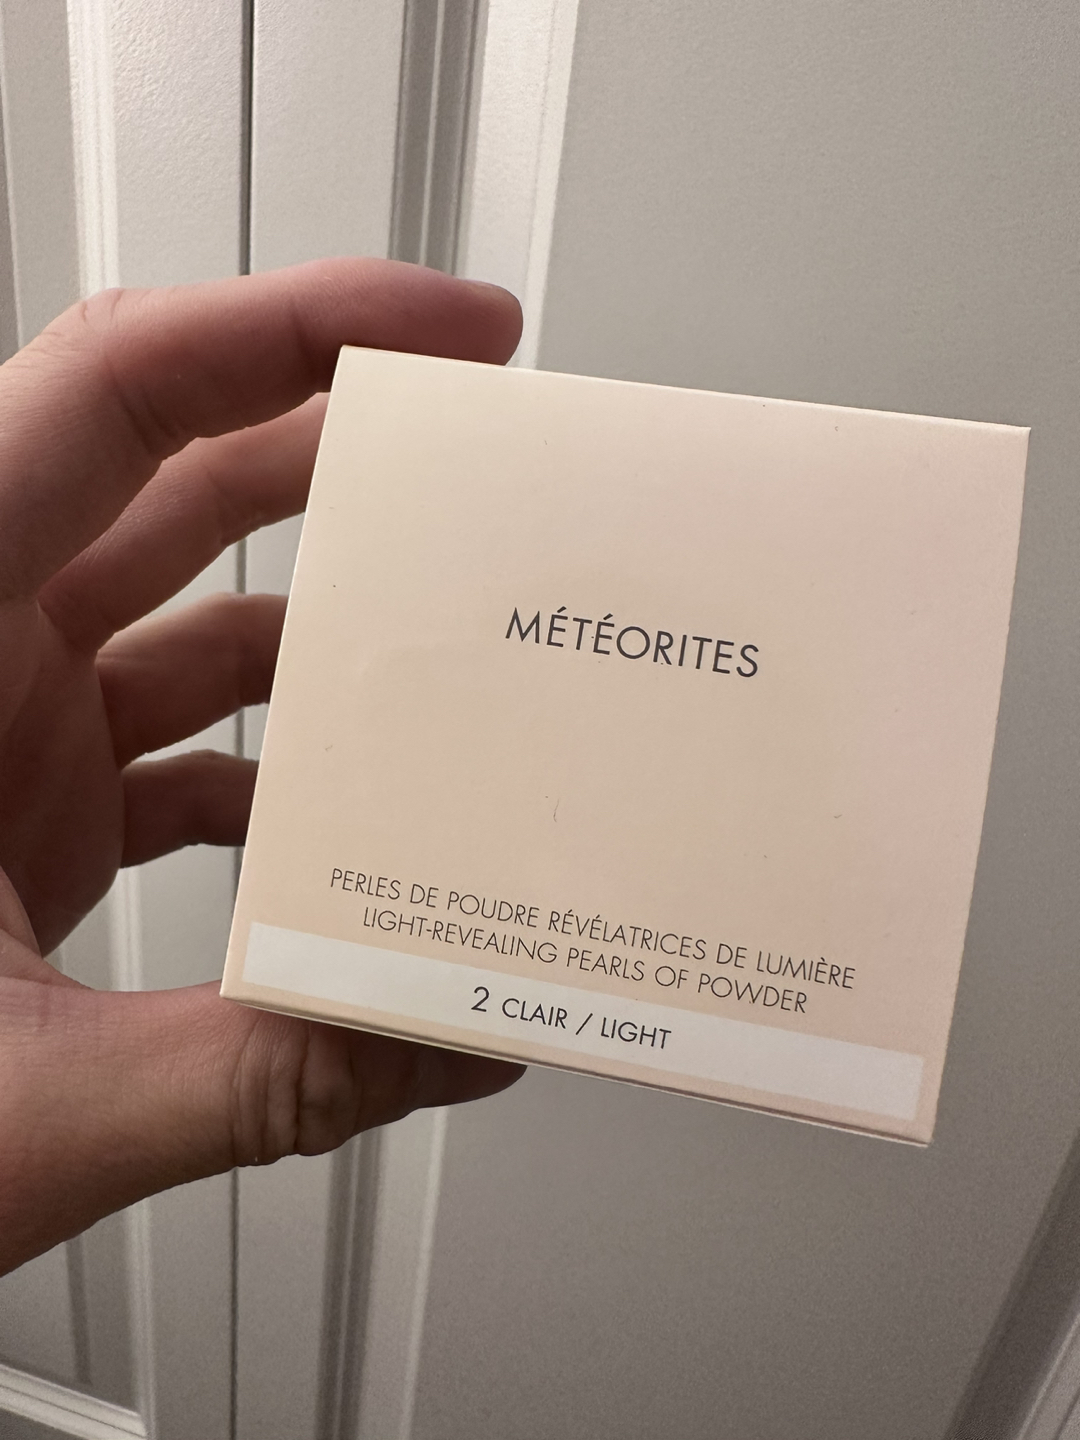 MÉTÉORITES
PERLES DE POUDRE RÉVÉLATRICES DE LUMIÈRE
LIGHT-REVEALING PEARLS OF POWDER
2 CLAIR / LIGHT